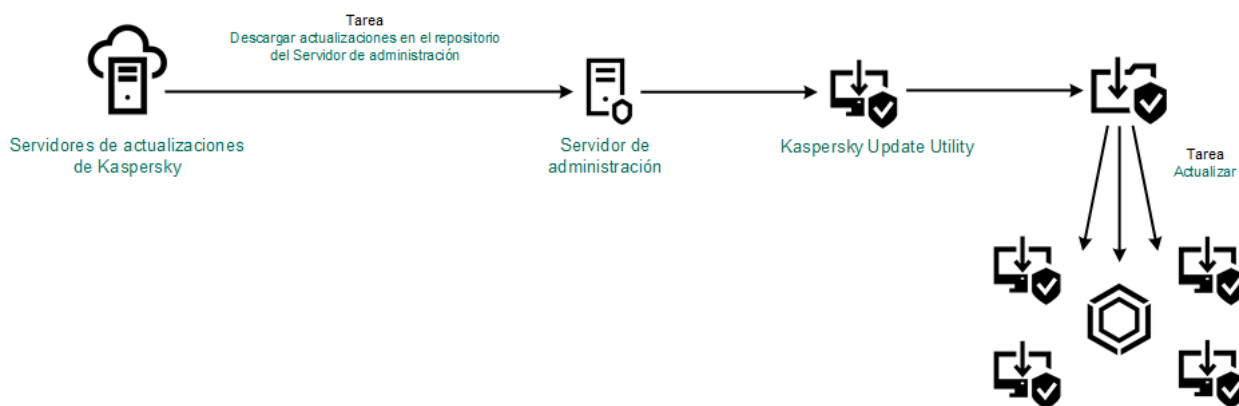 Tarea
Descargar actualizaciones en el repositorio
del Servidor de administración
Servidores de actualizaciones
de Kaspersky
Servidor de
administración
Kaspersky Update Utility
Tarea
Actualizar